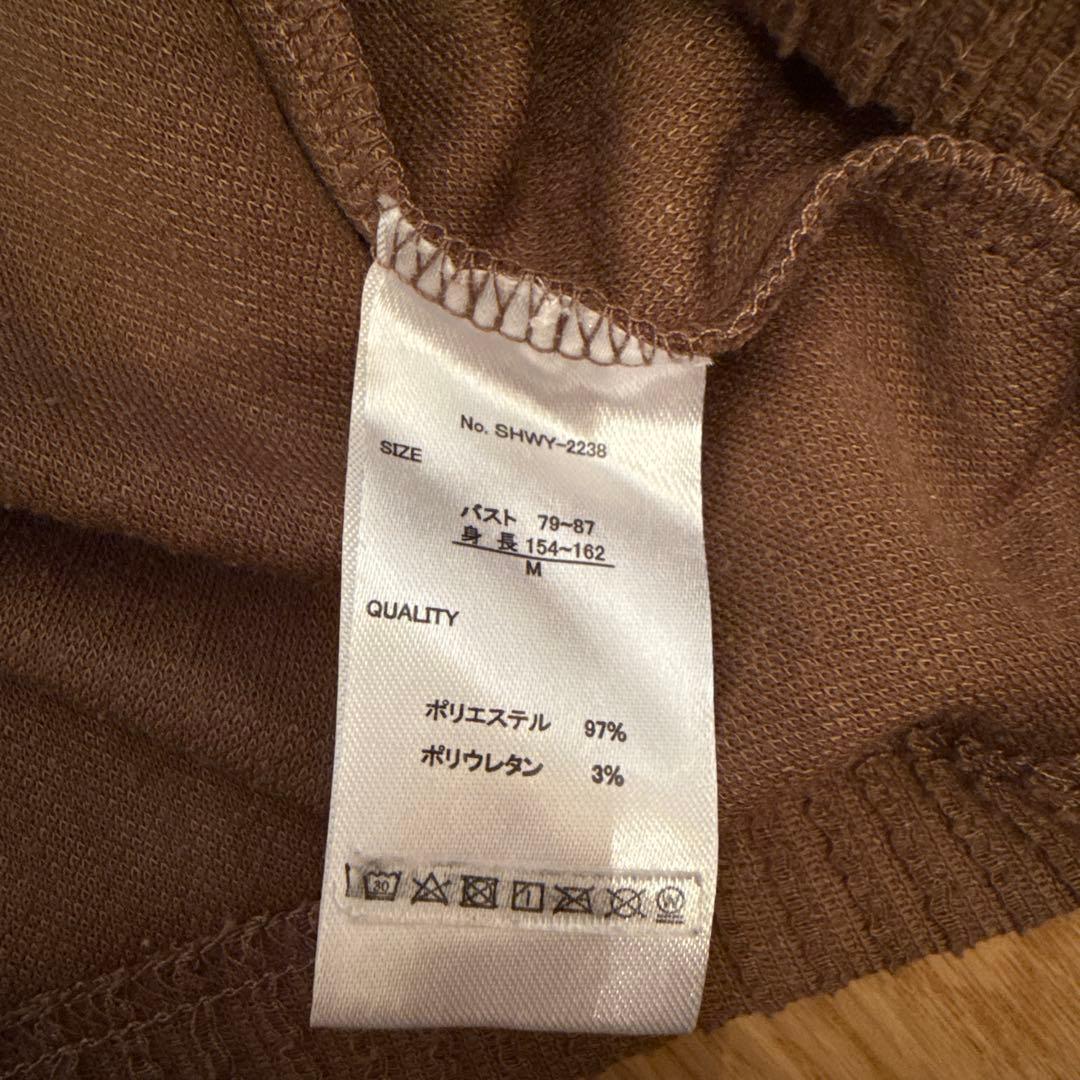 No. SHWY-2238
SIZE
バスト 79~87
身 長 154~162
M
QUALITY
ポリエステル 97%
ポリウレタン 3%
30
W